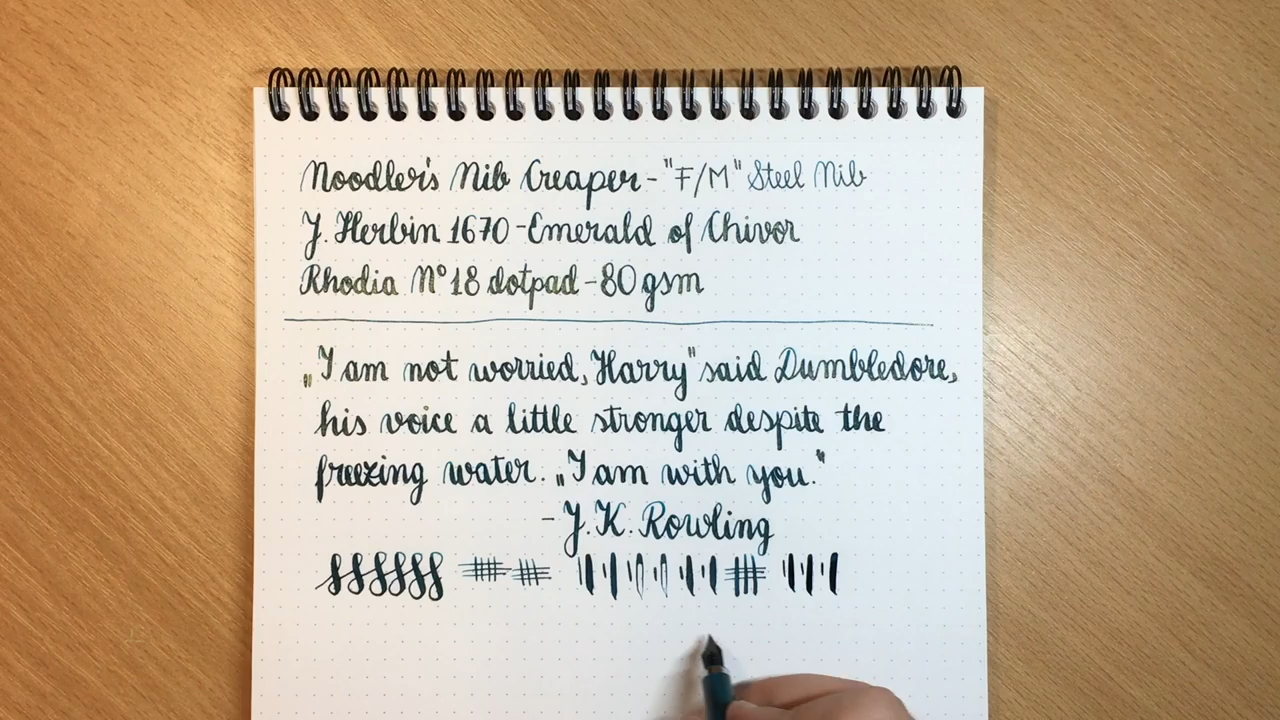 Noodler's Nib Creaper - "F/M" Steel Nib
J. Herbin 1670 - Emerald of Chivor
Rhodia N°18 dotpad - 80 gsm
„I am not worried, Harry" said Dumbledore,
his voice a little stronger despite the
freezing water. „I am with you."
- J.K. Rowling